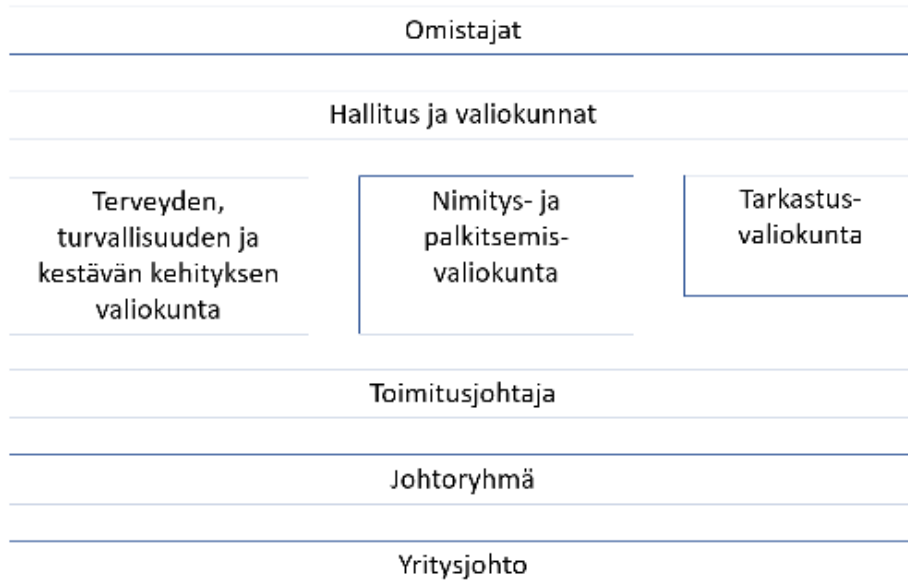 Omistajat
Hallitus ja valiokunnat
Terveyden,
turvallisuuden ja
kestävän kehityksen
valiokunta
Nimitys- ja
palkitsemis-
valiokunta
Tarkastus-
valiokunta
Toimitusjohtaja
Johtoryhmä
Yritysjohto